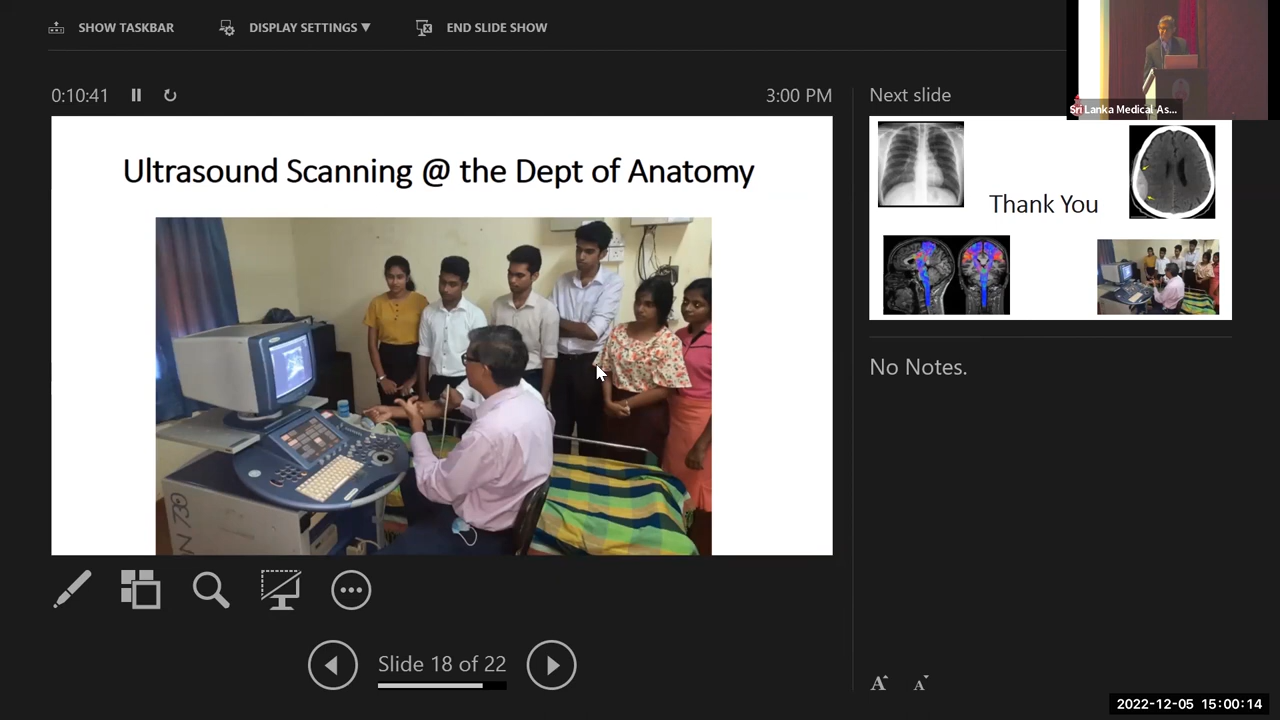 SHOW TASKBAR
DISPLAY SETTINGS ▼
END SLIDE SHOW
0:10:41
3:00 PM
Next slide
Sri Lanka Medical As...
Ultrasound Scanning @ the Dept of Anatomy
N 730
Thank You
No Notes.
Slide 18 of 22
A
A
2022-12-05 15:00:14